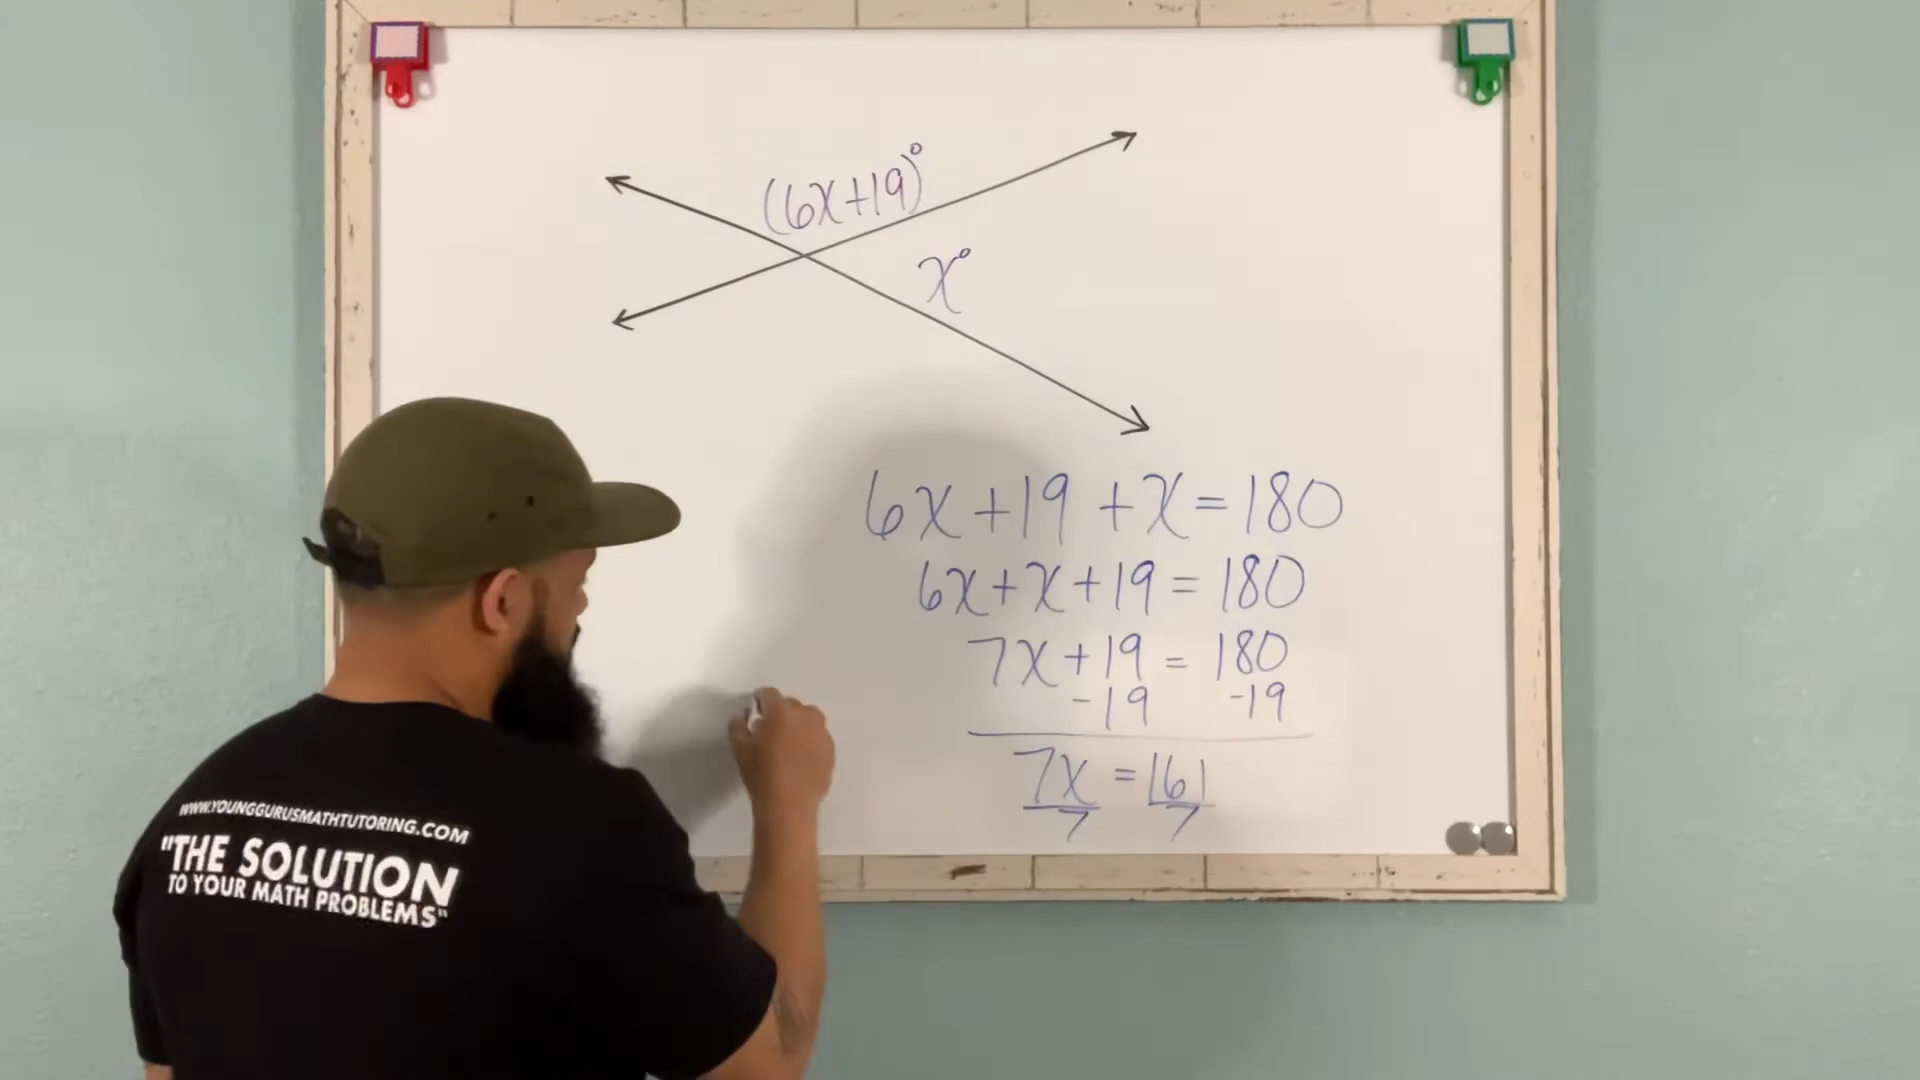 (6x+19)°
x°
6x+19+x=180
6x+x+19=180
7x+19=180
-19 -19
7x=161
7 7
WWW.YOUNGGURUSMATHTUTORING.COM
"THE SOLUTION
TO YOUR MATH PROBLEMS"